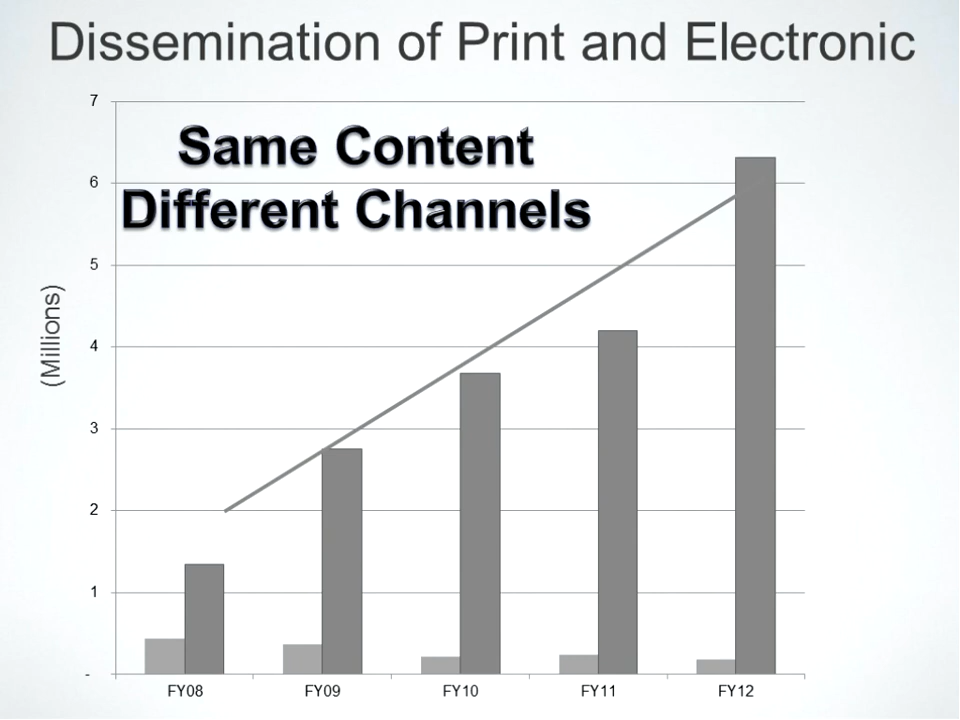 Dissemination of Print and Electronic
Same Content
Different Channels
(Millions)
7
6
5
4
3
2
1
-
FY08 FY09 FY10 FY11 FY12